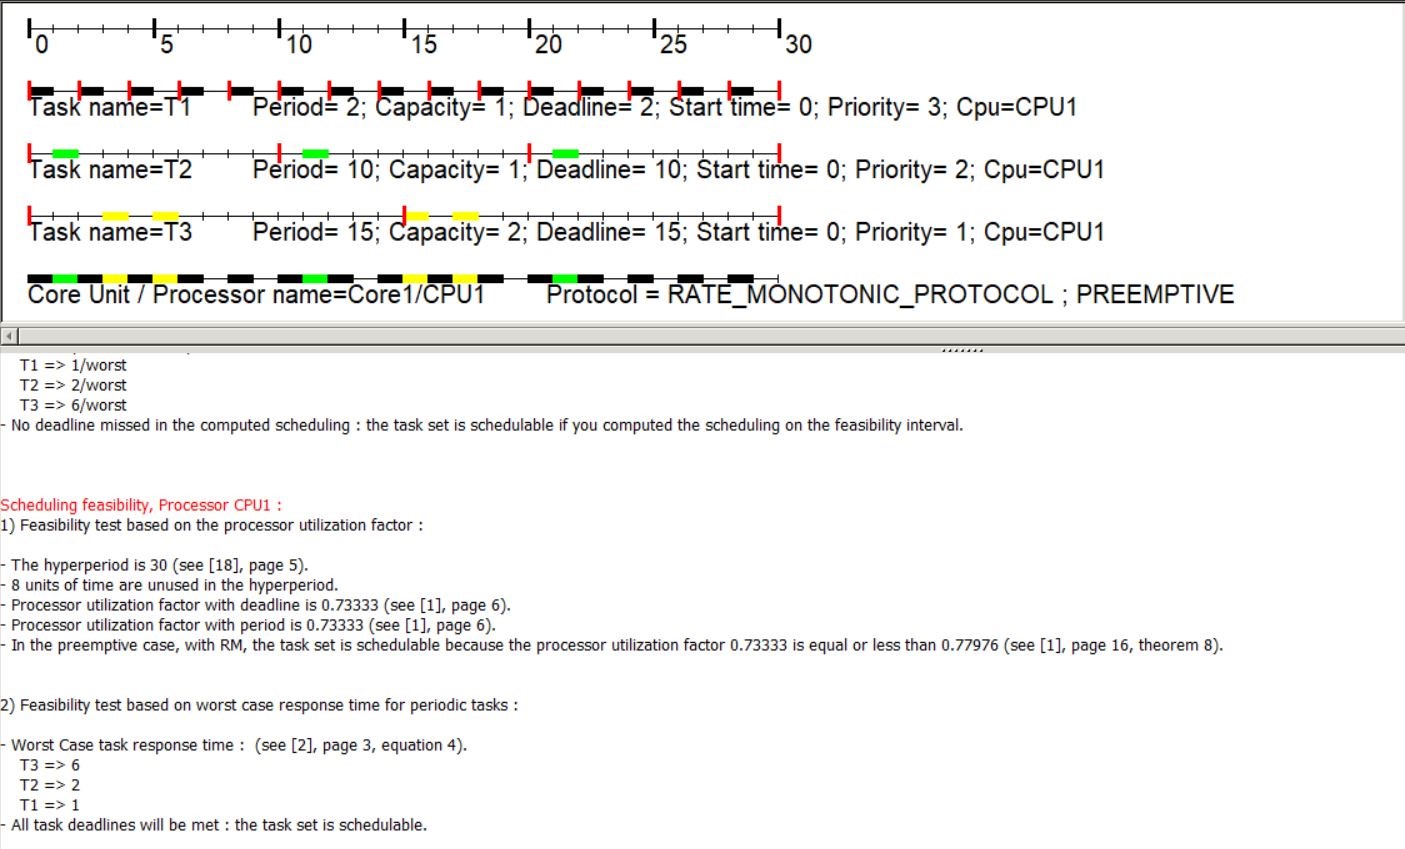 0 5 10 15 20 25 30
Task name=T1 Period= 2; Capacity= 1; Deadline= 2; Start time= 0; Priority= 3; Cpu=CPU1
Task name=T2 Period= 10; Capacity= 1; Deadline= 10; Start time= 0; Priority= 2; Cpu=CPU1
Task name=T3 Period= 15; Capacity= 2; Deadline= 15; Start time= 0; Priority= 1; Cpu=CPU1
Core Unit / Processor name=Core1/CPU1 Protocol = RATE_MONOTONIC_PROTOCOL ; PREEMPTIVE
T1 => 1/worst
T2 => 2/worst
T3 => 6/worst
- No deadline missed in the computed scheduling : the task set is schedulable if you computed the scheduling on the feasibility interval.
Scheduling feasibility, Processor CPU1 :
1) Feasibility test based on the processor utilization factor :
- The hyperperiod is 30 (see [18], page 5).
- 8 units of time are unused in the hyperperiod.
- Processor utilization factor with deadline is 0.73333 (see [1], page 6).
- Processor utilization factor with period is 0.73333 (see [1], page 6).
- In the preemptive case, with RM, the task set is schedulable because the processor utilization factor 0.73333 is equal or less than 0.77976 (see [1], page 16, theorem 8).
2) Feasibility test based on worst case response time for periodic tasks :
- Worst Case task response time : (see [2], page 3, equation 4).
T3 => 6
T2 => 2
T1 => 1
- All task deadlines will be met : the task set is schedulable.